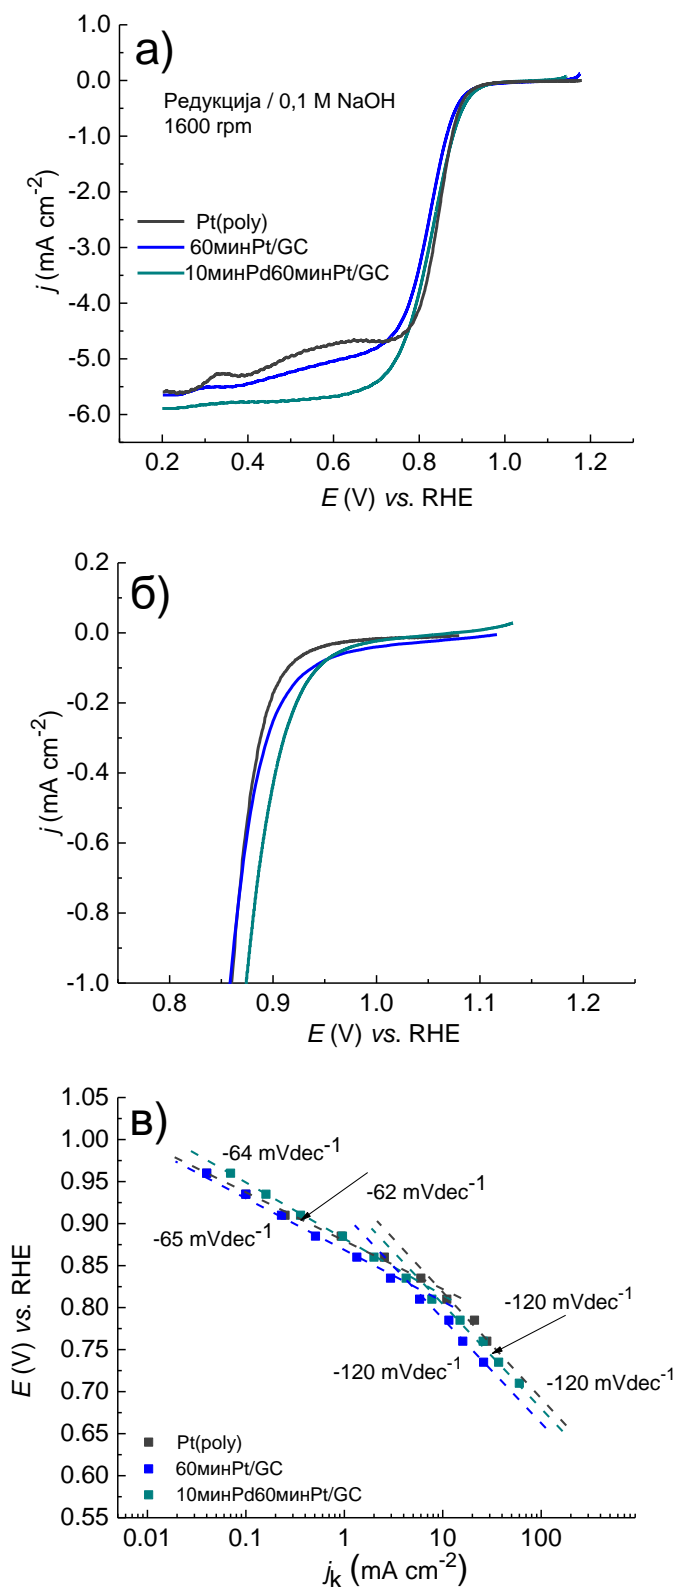 а)
1.0
0.0
-1.0
-2.0
-3.0
-4.0
-5.0
-6.0
j (mA cm-2)
Редукција / 0,1 M NaOH
1600 rpm
Pt(poly)
60минPt/GC
10минPd60минPt/GC
0.2 0.4 0.6 0.8 1.0 1.2
E (V) vs. RHE
б)
0.2
0.0
-0.2
-0.4
-0.6
-0.8
-1.0
j (mA cm-2)
0.8 0.9 1.0 1.1 1.2
E (V) vs. RHE
в)
1.05
1.00
0.95
0.90
0.85
0.80
0.75
0.70
0.65
0.60
0.55
E (V) vs. RHE
-64 mVdec-1
-62 mVdec-1
-65 mVdec-1
-120 mVdec-1
-120 mVdec-1
-120 mVdec-1
Pt(poly)
60минPt/GC
10минPd60минPt/GC
0.01 0.1 1 10 100
jk (mA cm-2)